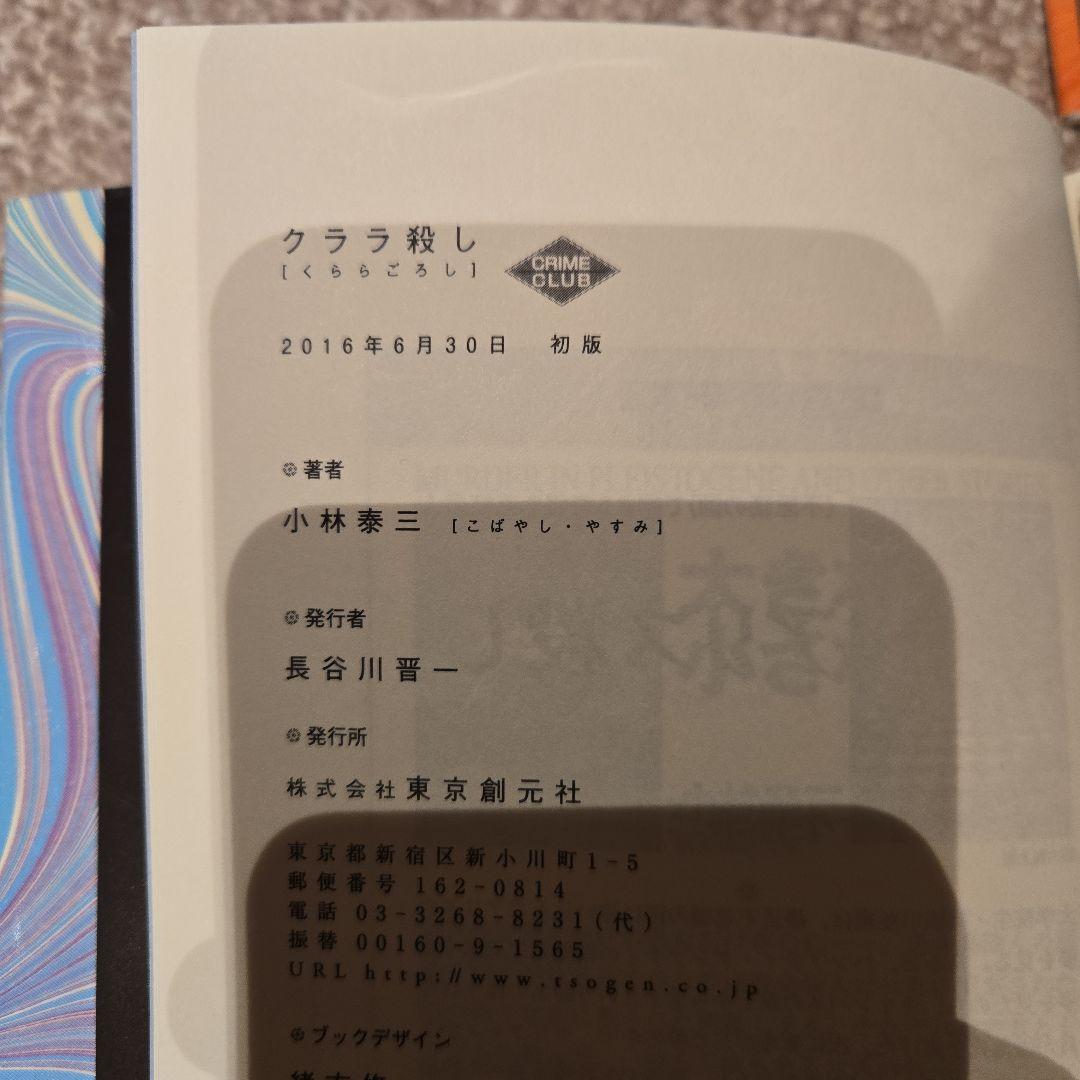 クララ殺し
[くららごろし]
CRIME
CLUB
2016年6月30日 初版
著者
小林泰三 [こばやし・やすみ]
発行者
長谷川晋一
発行所
株式会社東京創元社
東京都新宿区新小川町1-5
郵便番号 162-0814
電話 03-3268-8231(代)
振替 00160-9-1565
URL http://www.tsogen.co.jp
ブックデザイン